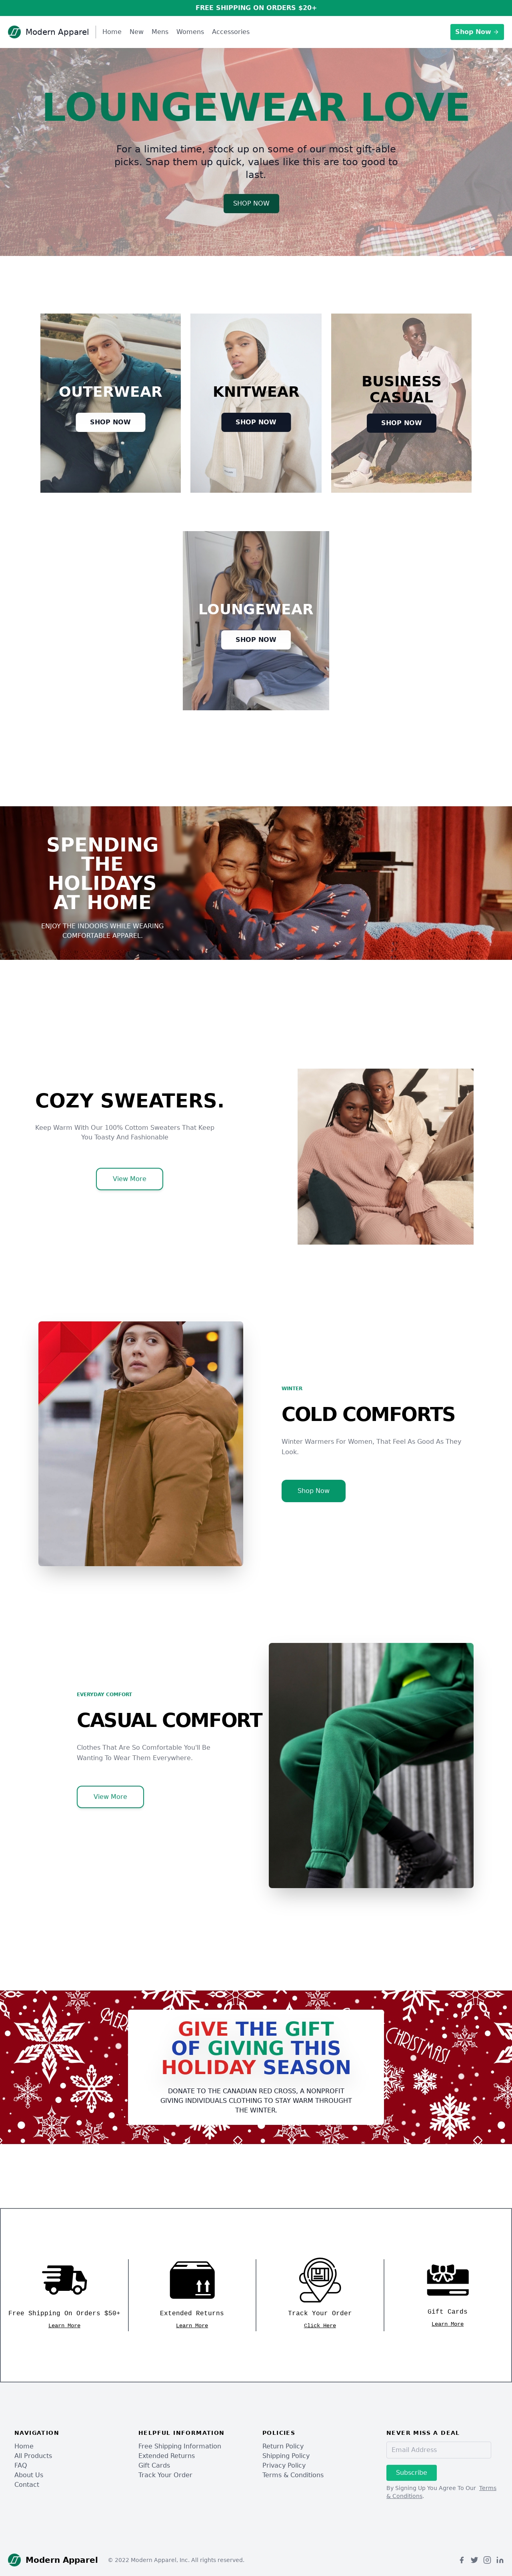 FREE SHIPPING ON ORDERS $20+
Modern Apparel
Home New Mens Womens Accessories
Shop Now →
LOUNGEWEAR LOVE
For a limited time, stock up on some of our most gift-able
picks. Snap them up quick, values like this are too good to
last.
SHOP NOW
OUTERWEAR
SHOP NOW
KNITWEAR
SHOP NOW
BUSINESS
CASUAL
SHOP NOW
LOUNGEWEAR
SHOP NOW
SPENDING
THE
HOLIDAYS
AT HOME
ENJOY THE INDOORS WHILE WEARING
COMFORTABLE APPAREL.
COZY SWEATERS.
Keep Warm With Our 100% Cottom Sweaters That Keep
You Toasty And Fashionable
View More
WINTER
COLD COMFORTS
Winter Warmers For Women, That Feel As Good As They
Look.
Shop Now
EVERYDAY COMFORT
CASUAL COMFORT
Clothes That Are So Comfortable You'll Be
Wanting To Wear Them Everywhere.
View More
MERRY
CHRISTMAS!
GIVE THE GIFT
OF GIVING THIS
HOLIDAY SEASON
DONATE TO THE CANADIAN RED CROSS, A NONPROFIT
GIVING INDIVIDUALS CLOTHING TO STAY WARM THROUGHT
THE WINTER.
Free Shipping On Orders $50+
Learn More
Extended Returns
Learn More
Track Your Order
Click Here
Gift Cards
Learn More
NAVIGATION
Home
All Products
FAQ
About Us
Contact
HELPFUL INFORMATION
Free Shipping Information
Extended Returns
Gift Cards
Track Your Order
POLICIES
Return Policy
Shipping Policy
Privacy Policy
Terms & Conditions
NEVER MISS A DEAL
Email Address
Subscribe
By Signing Up You Agree To Our Terms
& Conditions.
Modern Apparel
© 2022 Modern Apparel, Inc. All rights reserved.